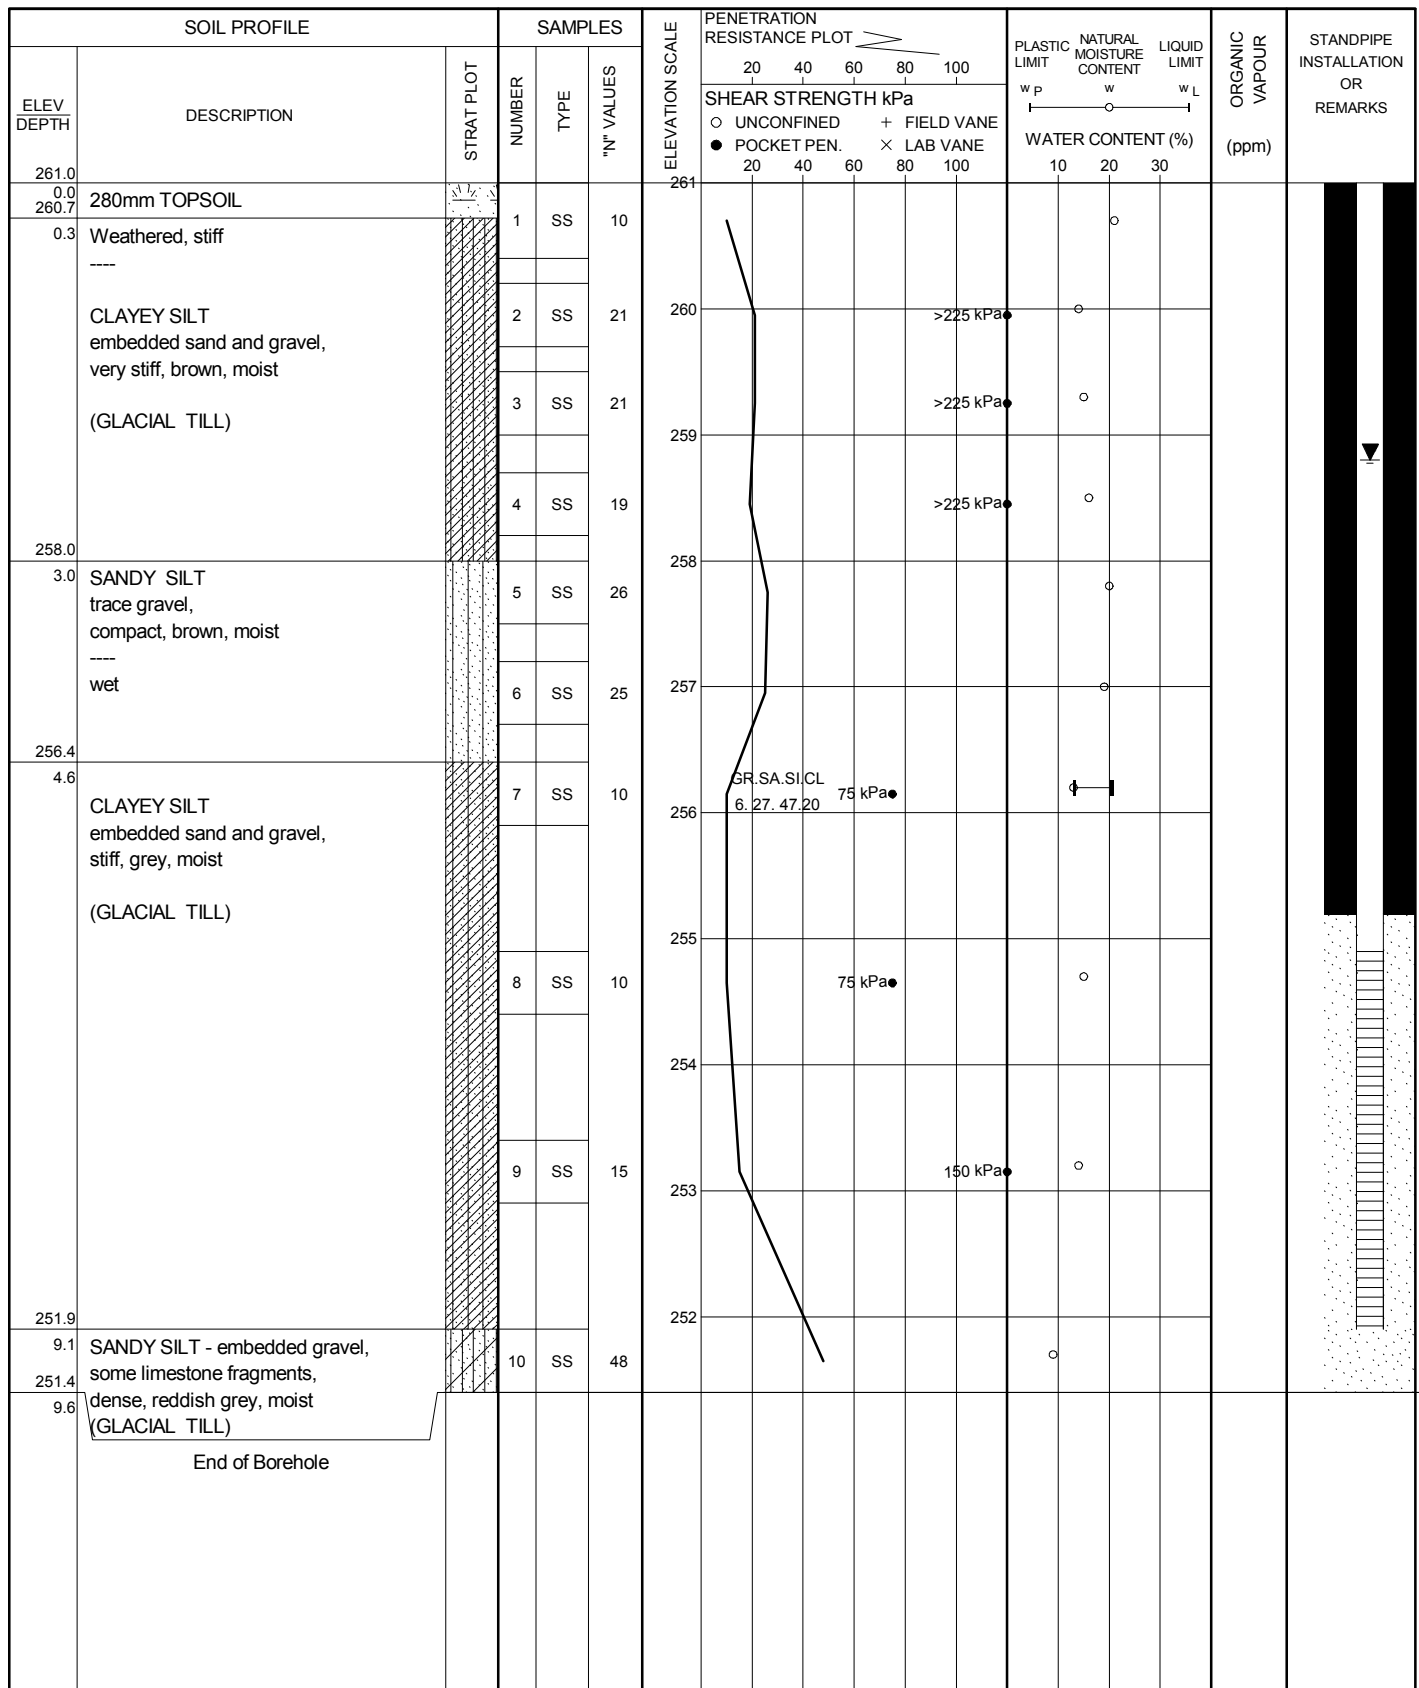 SOIL PROFILE
SAMPLES
ELEV
DEPTH
DESCRIPTION
STRAT PLOT
NUMBER
TYPE
"N" VALUES
ELEVATION SCALE
PENETRATION
RESISTANCE PLOT
20 40 60 80 100
SHEAR STRENGTH kPa
UNCONFINED + FIELD VANE
POCKET PEN. × LAB VANE
20 40 60 80 100
PLASTIC
LIMIT
NATURAL
MOISTURE
CONTENT
LIQUID
LIMIT
w P w w L
WATER CONTENT (%)
10 20 30
ORGANIC
VAPOUR
(ppm)
STANDPIPE
INSTALLATION
OR
REMARKS
261.0
261
0.0
260.7
280mm TOPSOIL
1 SS 10
0.3
Weathered, stiff
----
CLAYEY SILT
embedded sand and gravel,
very stiff, brown, moist
(GLACIAL TILL)
2 SS 21
260
>225 kPa
3 SS 21
>225 kPa
259
4 SS 19
>225 kPa
258.0
258
3.0
SANDY SILT
trace gravel,
compact, brown, moist
----
wet
5 SS 26
6 SS 25
257
256.4
4.6
CLAYEY SILT
embedded sand and gravel,
stiff, grey, moist
(GLACIAL TILL)
7 SS 10
GR.SA.SI.CL
6. 27. 47.20
75 kPa
256
255
8 SS 10
75 kPa
254
9 SS 15
150 kPa
253
252
251.9
9.1
SANDY SILT - embedded gravel,
some limestone fragments,
dense, reddish grey, moist
(GLACIAL TILL)
10 SS 48
251.4
9.6
End of Borehole